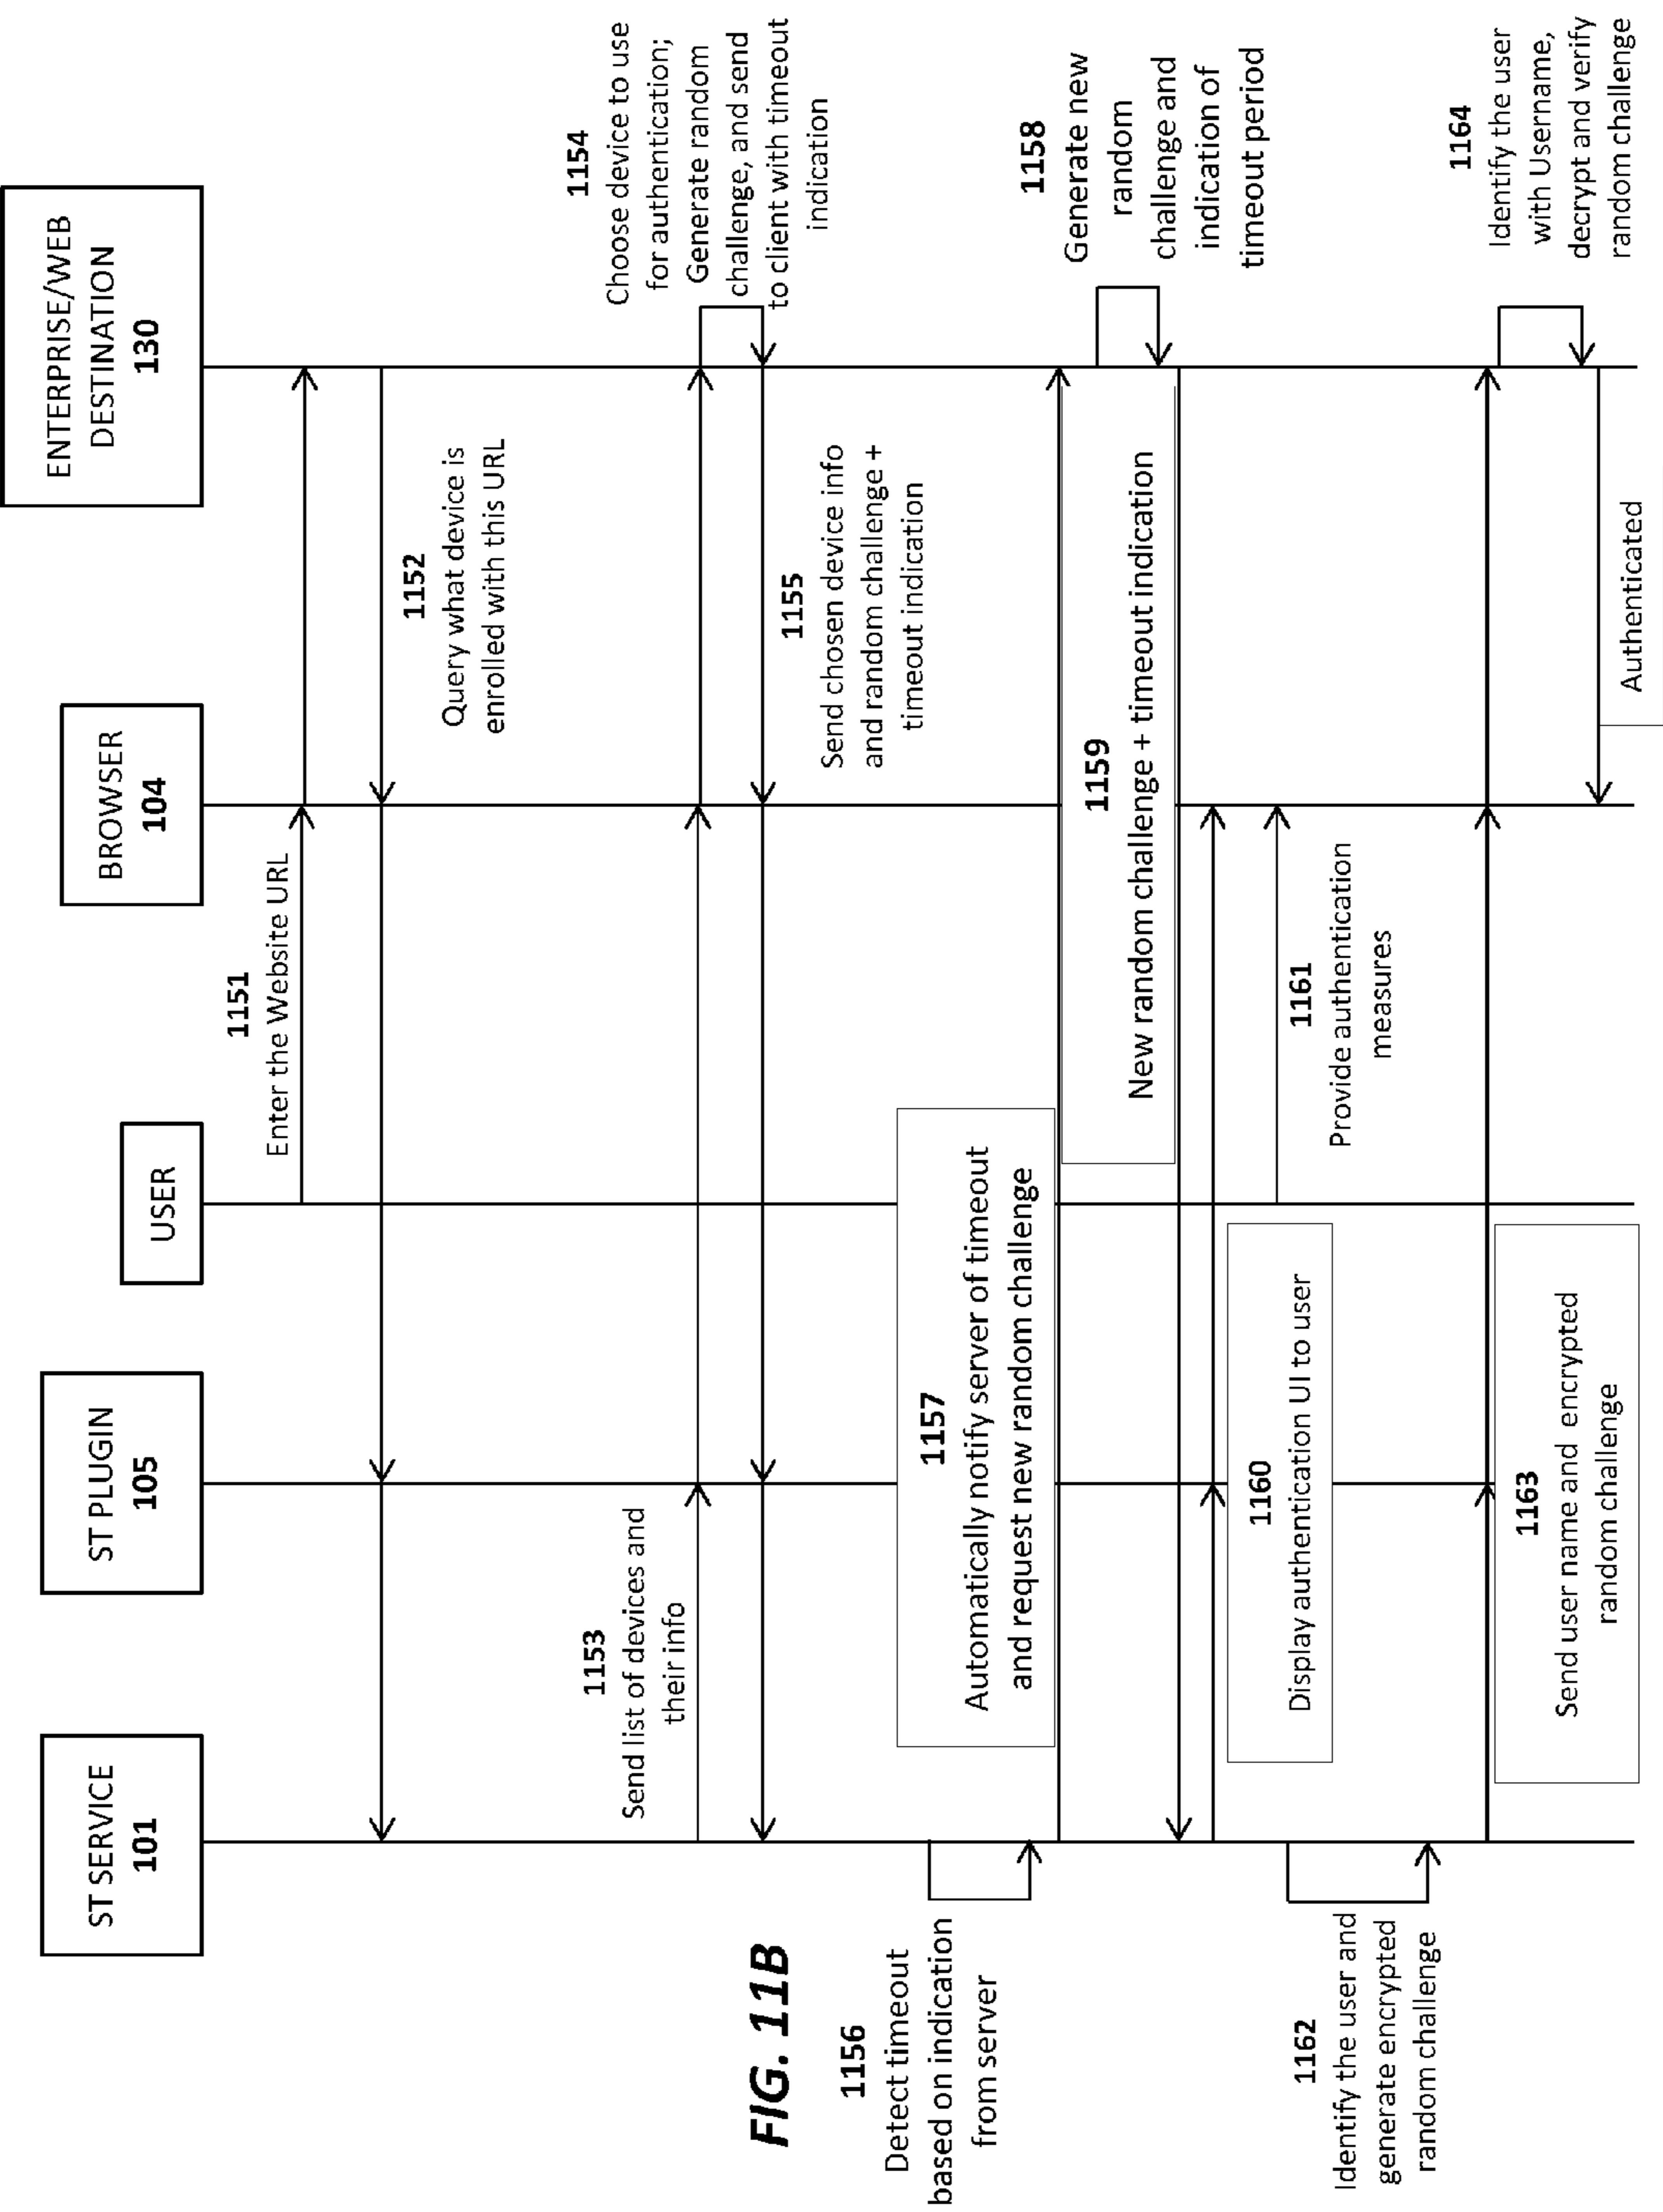 ST SERVICE
101
ST PLUGIN
105
USER
BROWSER
104
ENTERPRISE/WEB
DESTINATION
130
1151
Enter the Website URL
1152
Query what device is
enrolled with this URL
1153
Send list of devices and
their info
1154
Choose device to use
for authentication;
Generate random
challenge, and send
to client with timeout
indication
1155
Send chosen device info
and random challenge +
timeout indication
FIG. 11B
1156
Detect timeout
based on indication
from server
1157
Automatically notify server of timeout
and request new random challenge
1158
Generate new
random
challenge and
indication of
timeout period
1159
New random challenge + timeout indication
1160
Display authentication UI to user
1161
Provide authentication
measures
1162
Identify the user and
generate encrypted
random challenge
1163
Send user name and encrypted
random challenge
1164
Identify the user
with Username,
decrypt and verify
random challenge
Authenticated